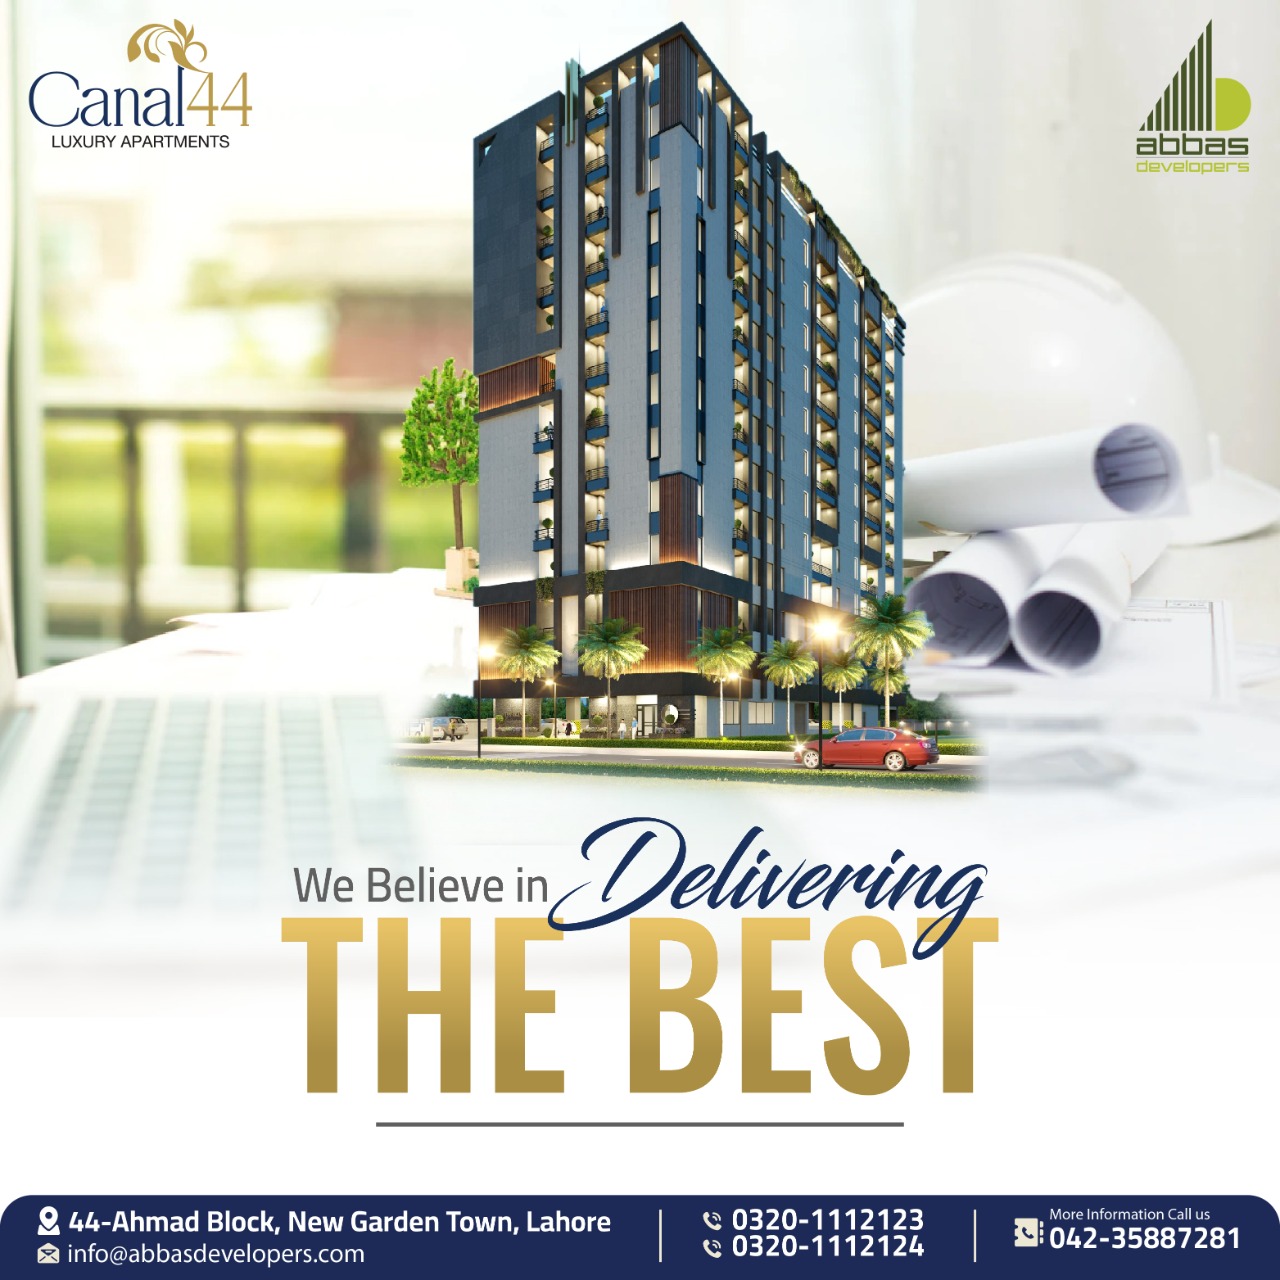 Canal44
LUXURY APARTMENTS
abbas
developers
We Believe in Delivering
THE BEST
44-Ahmad Block, New Garden Town, Lahore
info@abbasdevelopers.com
0320-1112123
0320-1112124
More Information Call us
042-35887281